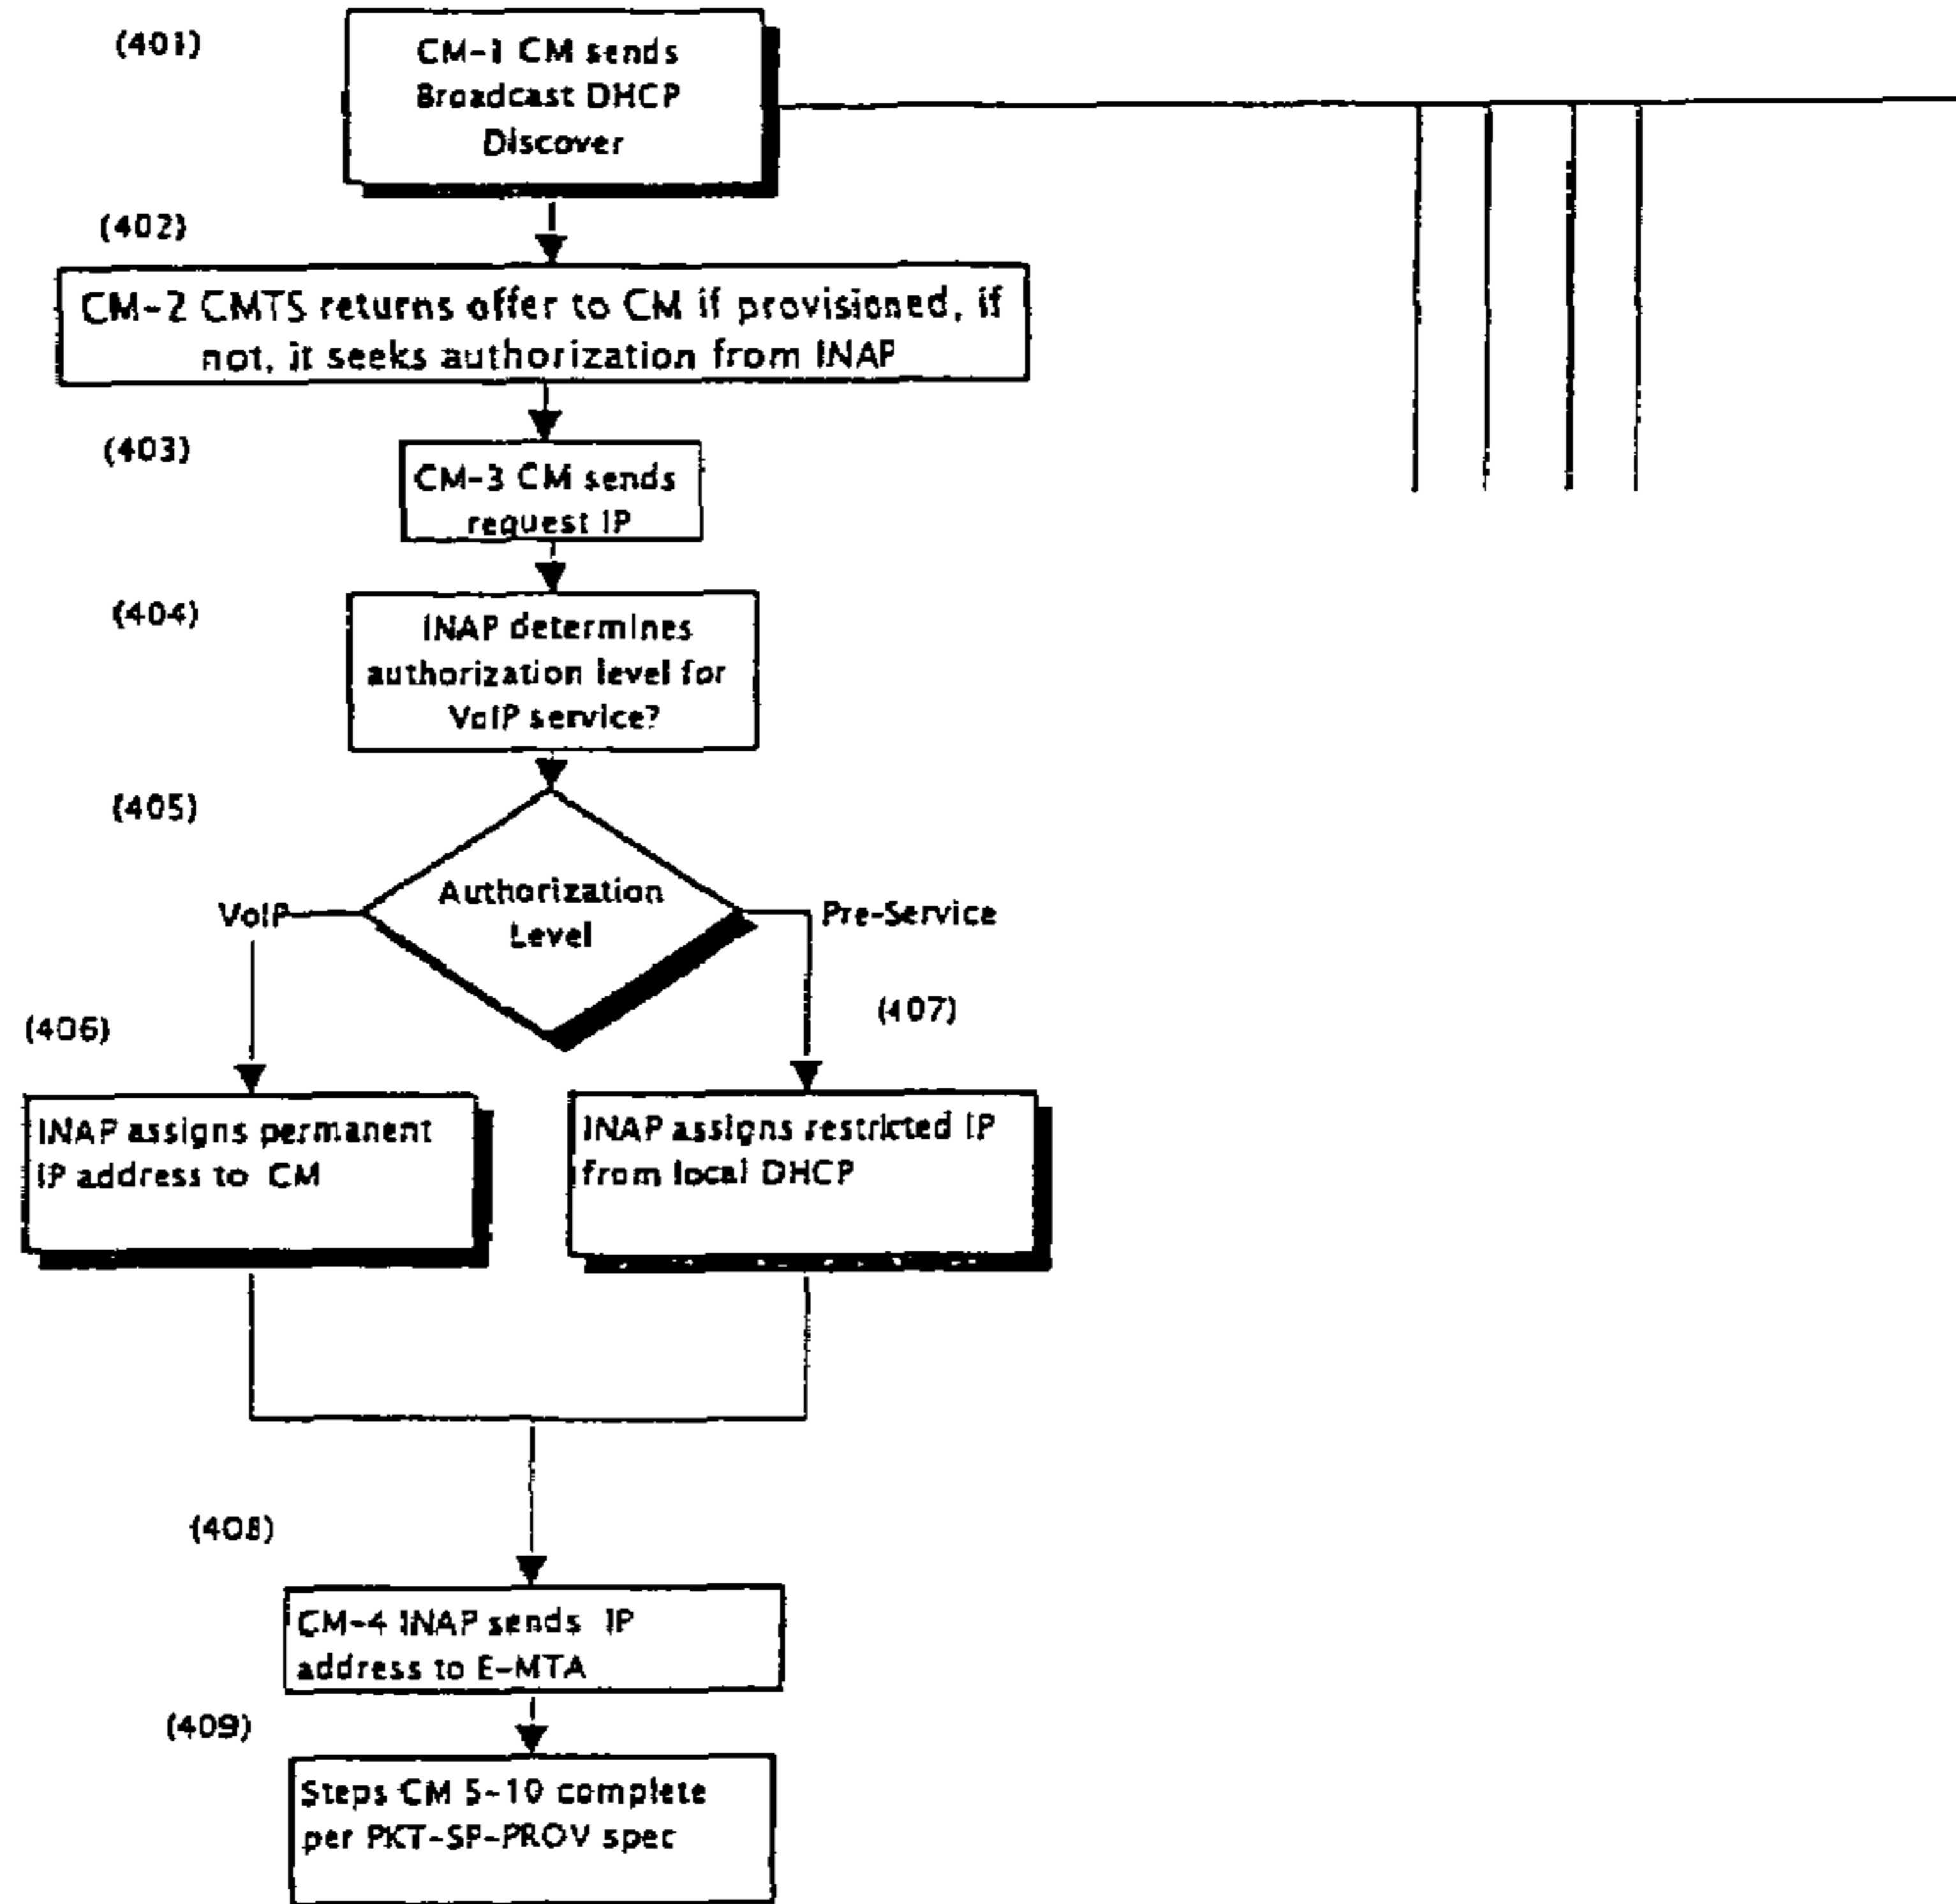 (401)
CM-1 CM sends
Broadcast DHCP
Discover
(402)
CM-2 CMTS returns offer to CM if provisioned, if
not, it seeks authorization from INAP
(403)
CM-3 CM sends
request IP
(404)
INAP determines
authorization level for
VoIP service?
(405)
Authorization
Level
VoIP
Pre-Service
(406)
(407)
INAP assigns permanent
IP address to CM
INAP assigns restricted IP
from local DHCP
(408)
CM-4 INAP sends IP
address to E-MTA
(409)
Steps CM 5-10 complete
per PKT-SP-PROV spec